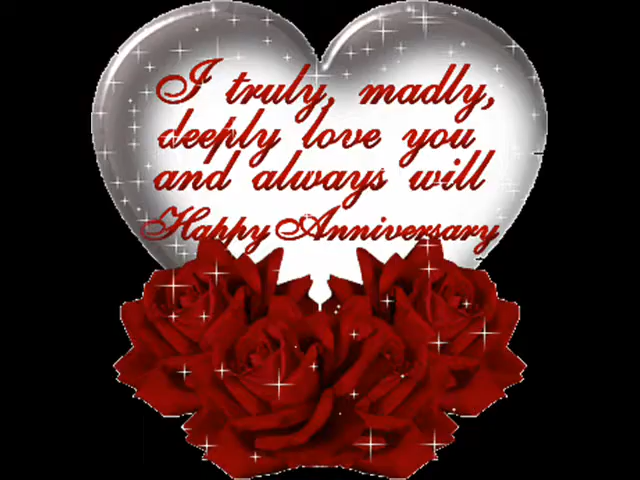 I truly, madly,
deeply love you
and always will
Happy Anniversary